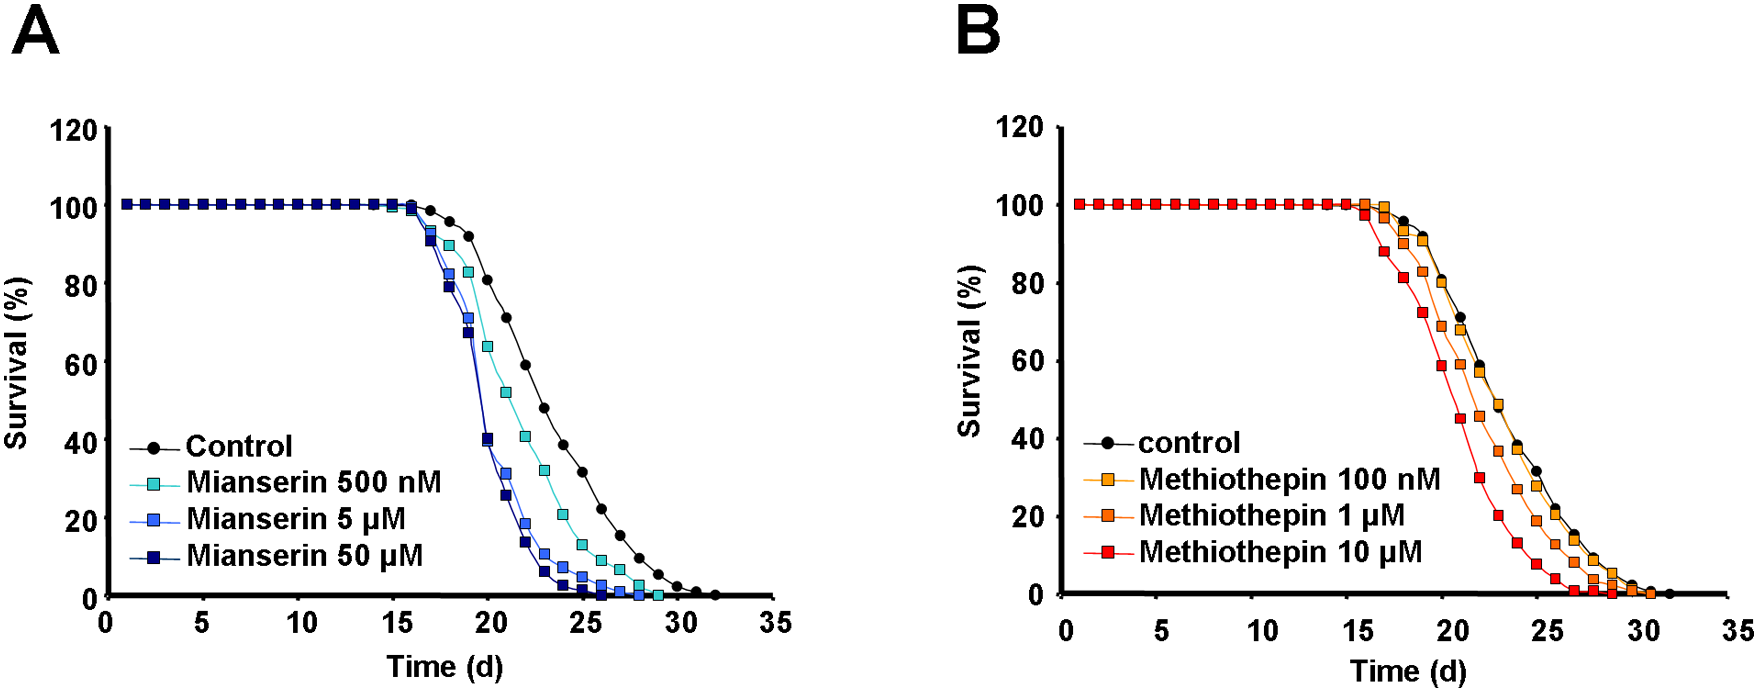 A
120
100
80
60
40
20
0
Survival (%)
Control
Mianserin 500 nM
Mianserin 5 µM
Mianserin 50 µM
0 5 10 15 20 25 30 35
Time (d)
B
120
100
80
60
40
20
0
Survival (%)
control
Methiothepin 100 nM
Methiothepin 1 µM
Methiothepin 10 µM
0 5 10 15 20 25 30 35
Time (d)